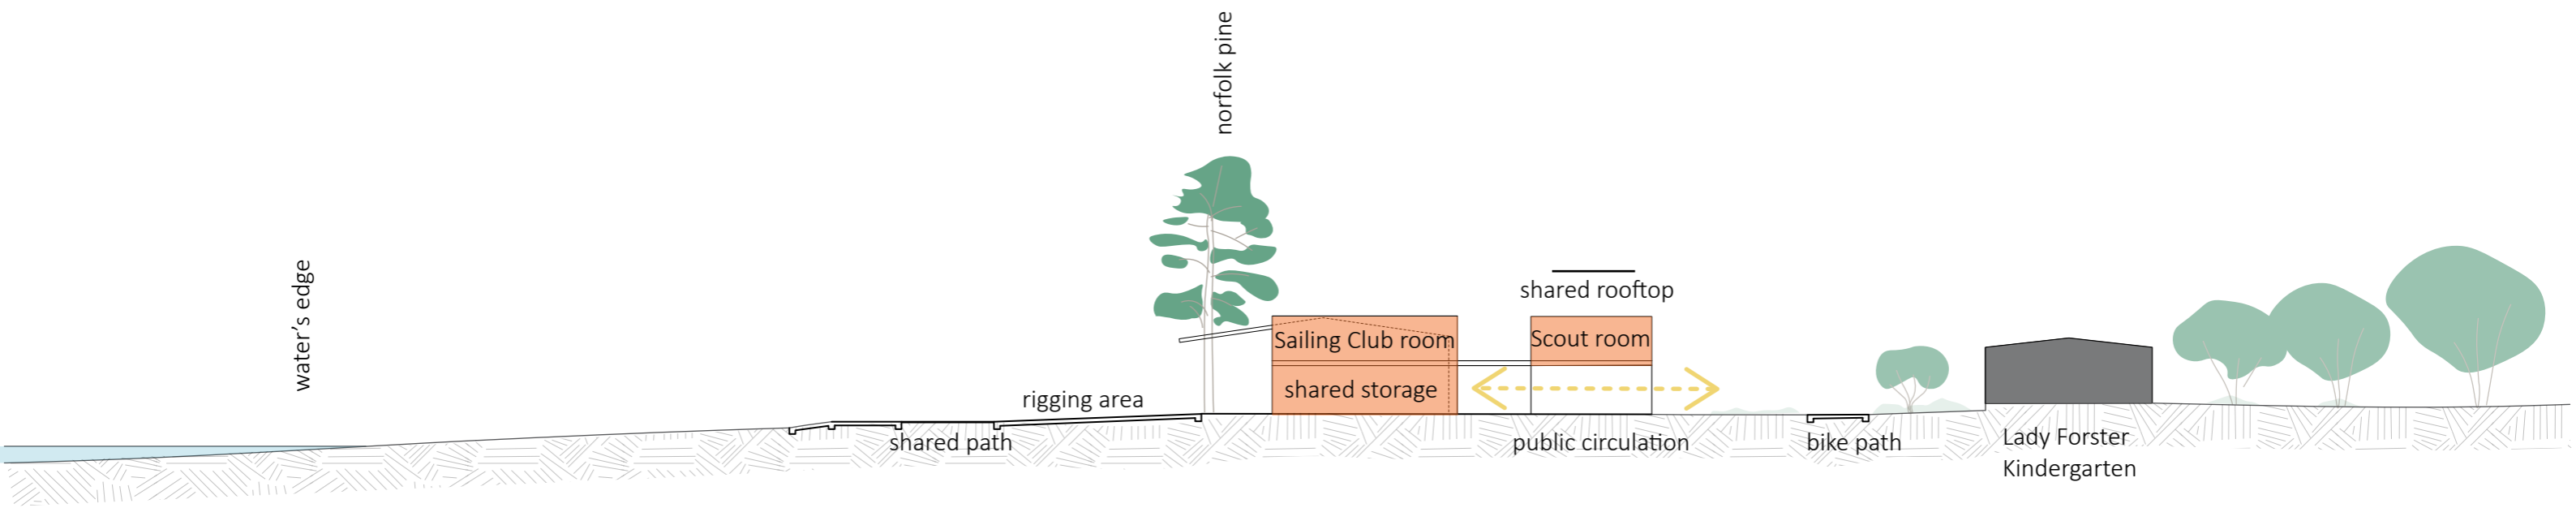 water's edge
norfolk pine
shared rooftop
Sailing Club room
Scout room
shared storage
rigging area
shared path
public circulation
bike path
Lady Forster
Kindergarten